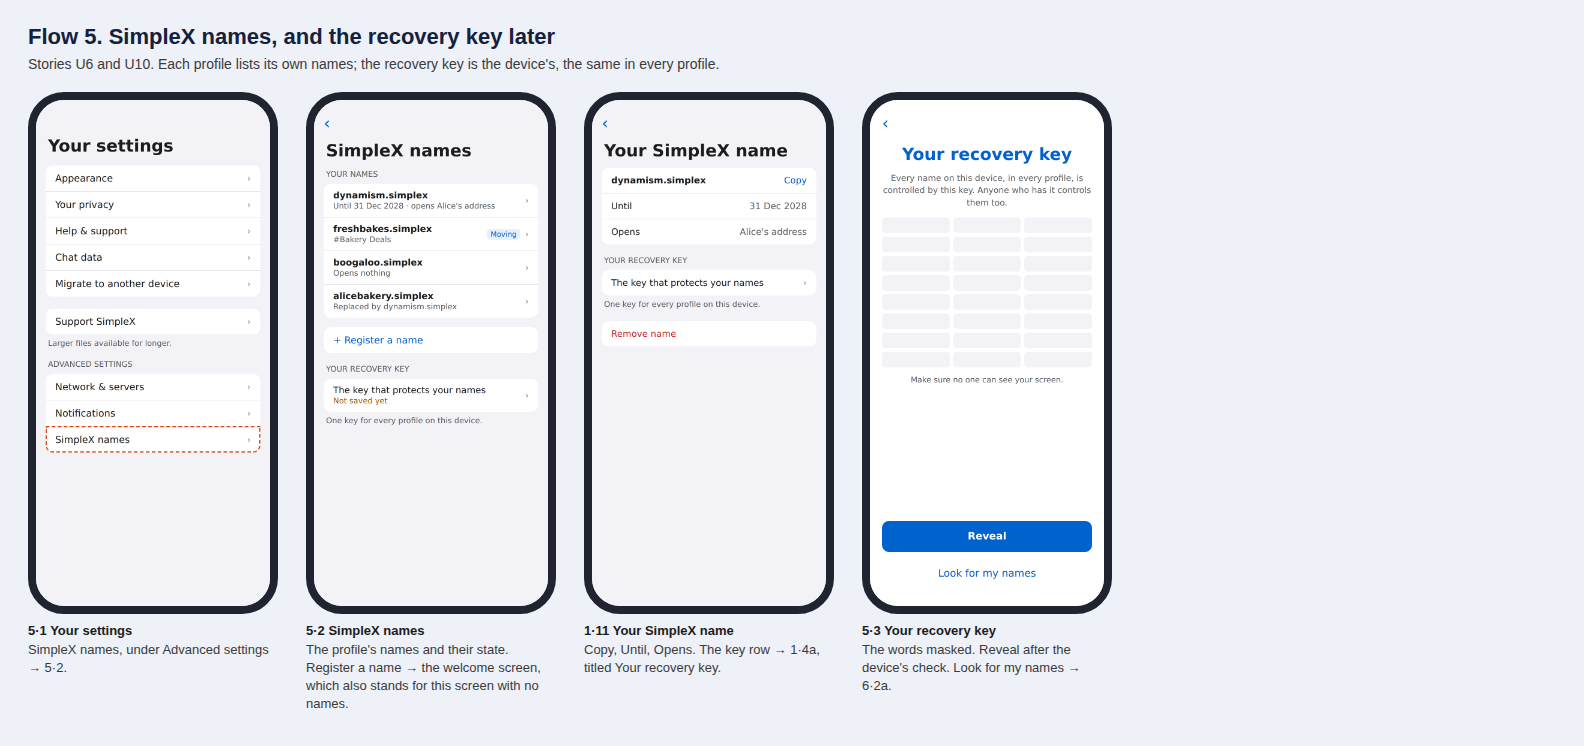 Flow 5. SimpleX names, and the recovery key later
Stories U6 and U10. Each profile lists its own names; the recovery key is the device's, the same in every profile.
Your settings
Appearance ›
Your privacy ›
Help & support ›
Chat data ›
Migrate to another device ›
Support SimpleX ›
Larger files available for longer.
ADVANCED SETTINGS
Network & servers ›
Notifications ›
SimpleX names ›
5·1 Your settings
SimpleX names, under Advanced settings
→ 5·2.
‹
SimpleX names
YOUR NAMES
dynamism.simplex
Until 31 Dec 2028 · opens Alice's address ›
freshbakes.simplex
#Bakery Deals
Moving ›
boogaloo.simplex
Opens nothing ›
alicebakery.simplex
Replaced by dynamism.simplex ›
+ Register a name
YOUR RECOVERY KEY
The key that protects your names
Not saved yet ›
One key for every profile on this device.
5·2 SimpleX names
The profile's names and their state.
Register a name → the welcome screen,
which also stands for this screen with no
names.
‹
Your SimpleX name
dynamism.simplex Copy
Until 31 Dec 2028
Opens Alice's address
YOUR RECOVERY KEY
The key that protects your names ›
One key for every profile on this device.
Remove name
1·11 Your SimpleX name
Copy, Until, Opens. The key row → 1·4a,
titled Your recovery key.
‹
Your recovery key
Every name on this device, in every profile, is
controlled by this key. Anyone who has it controls
them too.
Make sure no one can see your screen.
Reveal
Look for my names
5·3 Your recovery key
The words masked. Reveal after the
device's check. Look for my names →
6·2a.